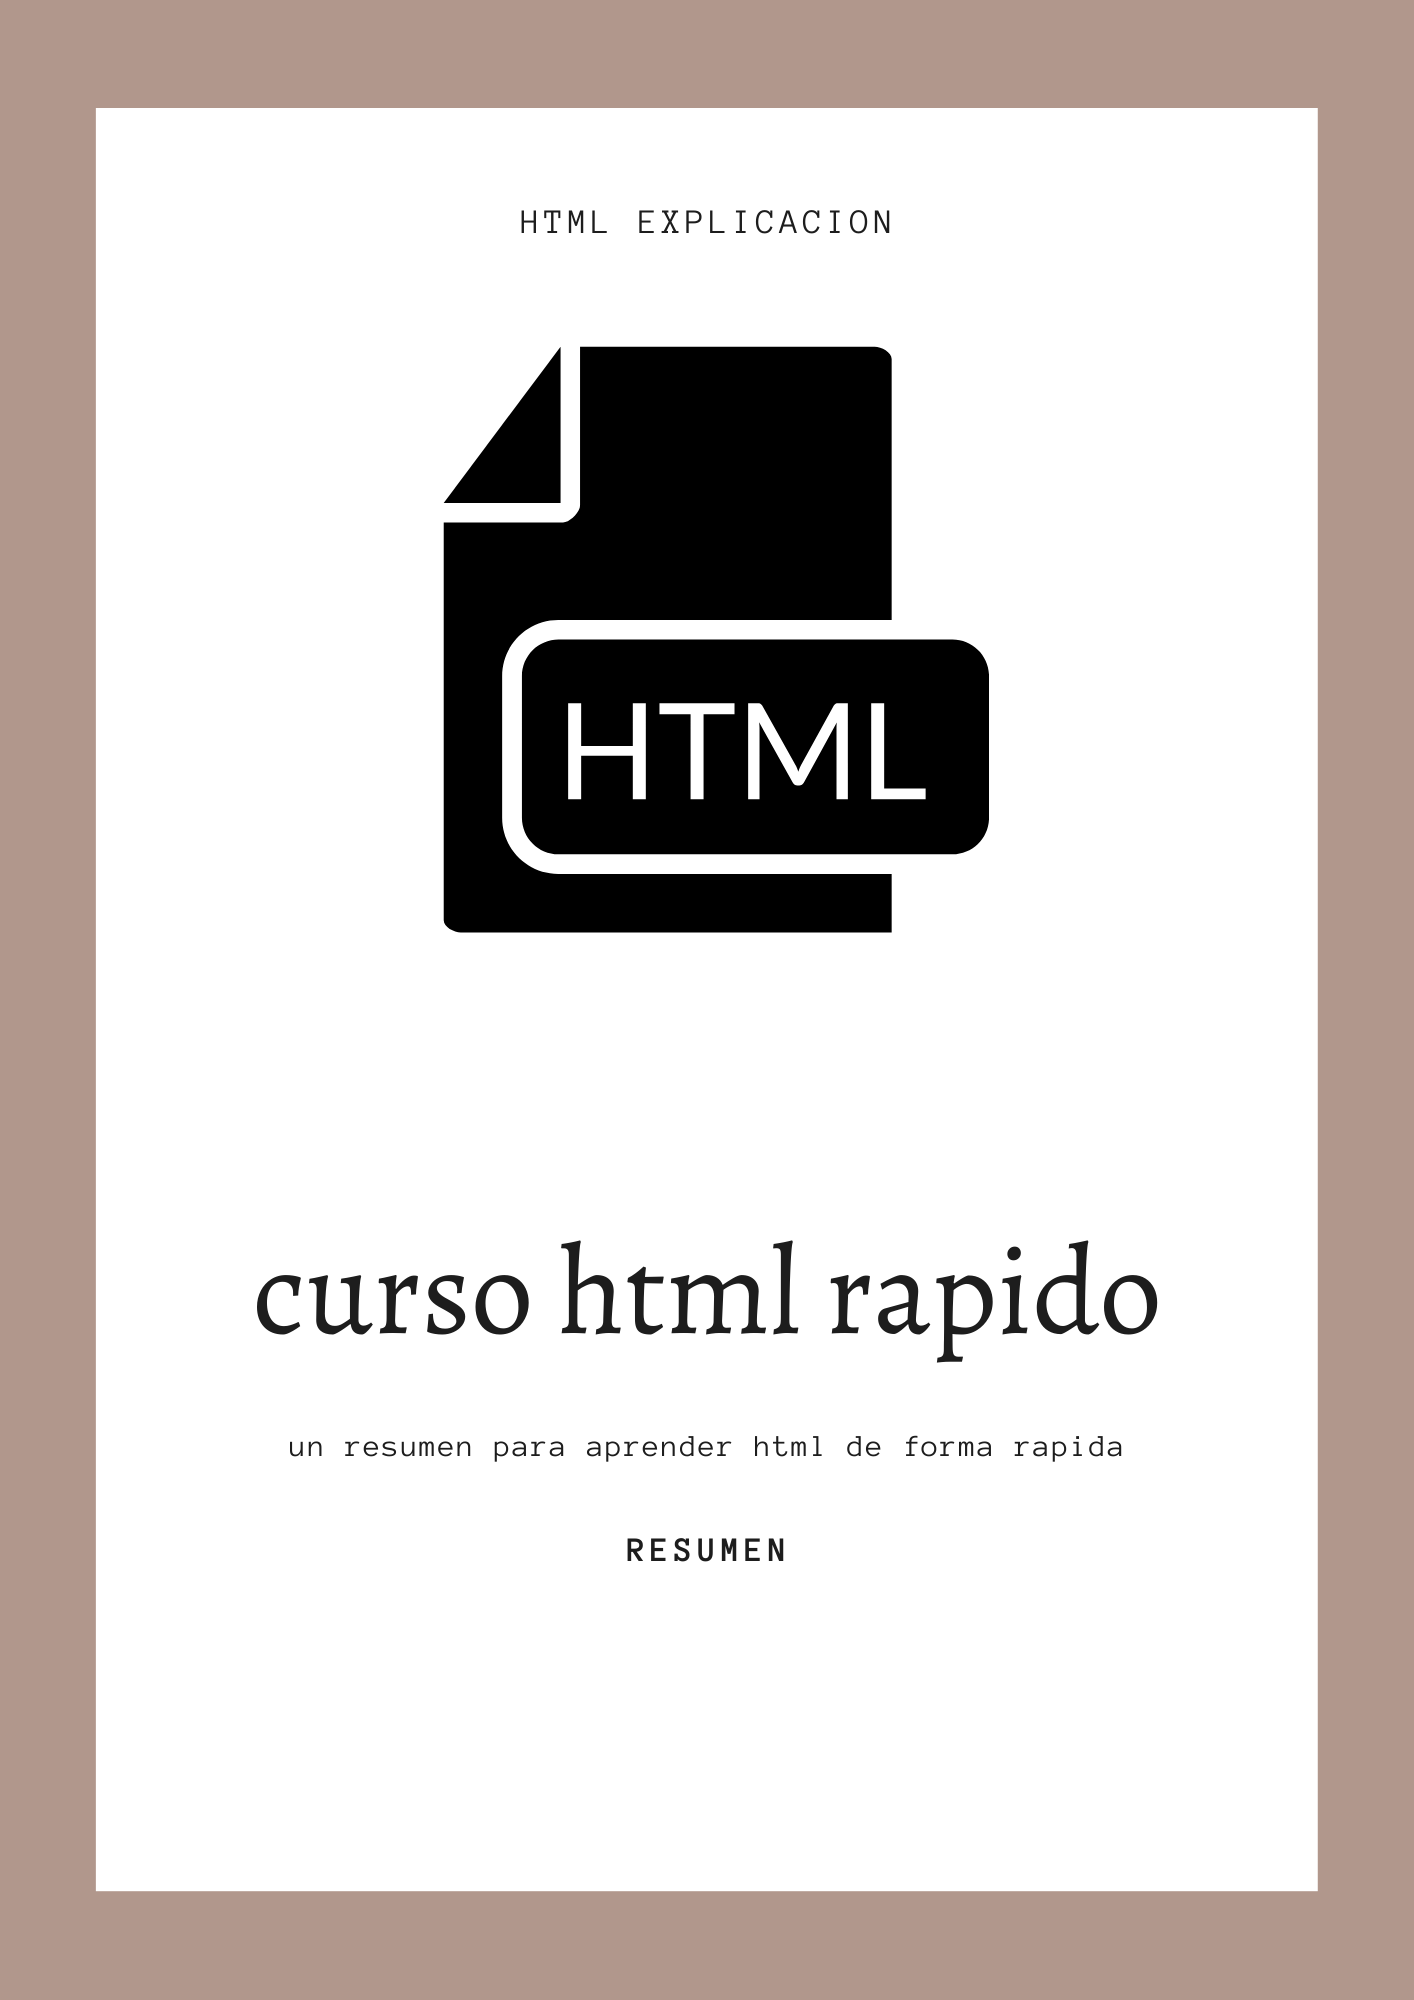 HTML EXPLICACION
HTML
curso html rapido
un resumen para aprender html de forma rapida
RESUMEN